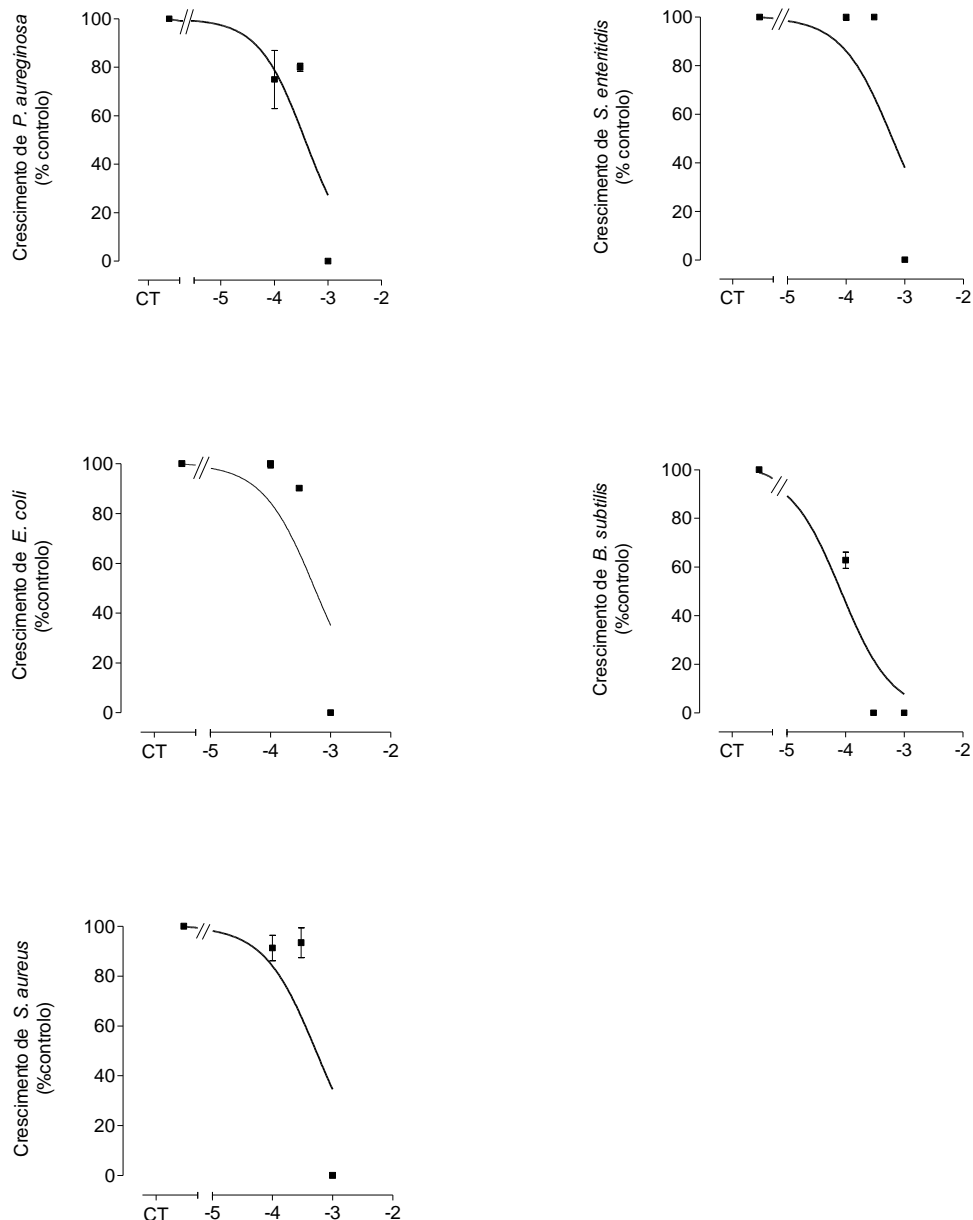 Crescimento de P. aureginosa
(% controlo)
100
80
60
40
20
0
CT -5 -4 -3 -2
Crescimento de S. enteritidis
(% controlo)
100
80
60
40
20
0
CT -5 -4 -3 -2
Crescimento de E. coli
(%controlo)
100
80
60
40
20
0
CT -5 -4 -3 -2
Crescimento de B. subtilis
(%controlo)
100
80
60
40
20
0
CT -5 -4 -3 -2
Crescimento de S. aureus
(%controlo)
100
80
60
40
20
0
CT -5 -4 -3 -2